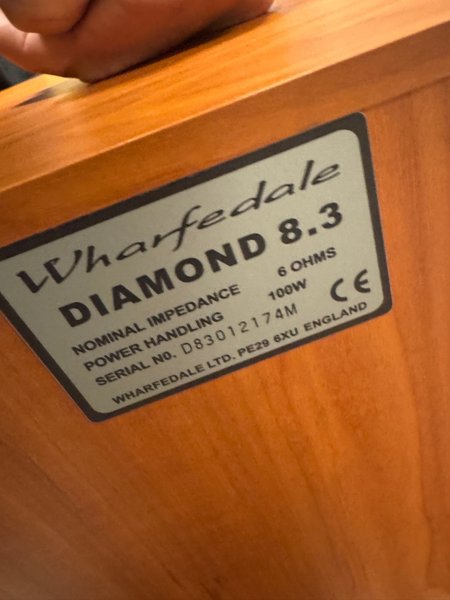 Wharfedale
DIAMOND 8.3
NOMINAL IMPEDANCE 6 OHMS
POWER HANDLING 100W
SERIAL NO. D83012174M
WHARFEDALE LTD. PE29 6XU ENGLAND CE